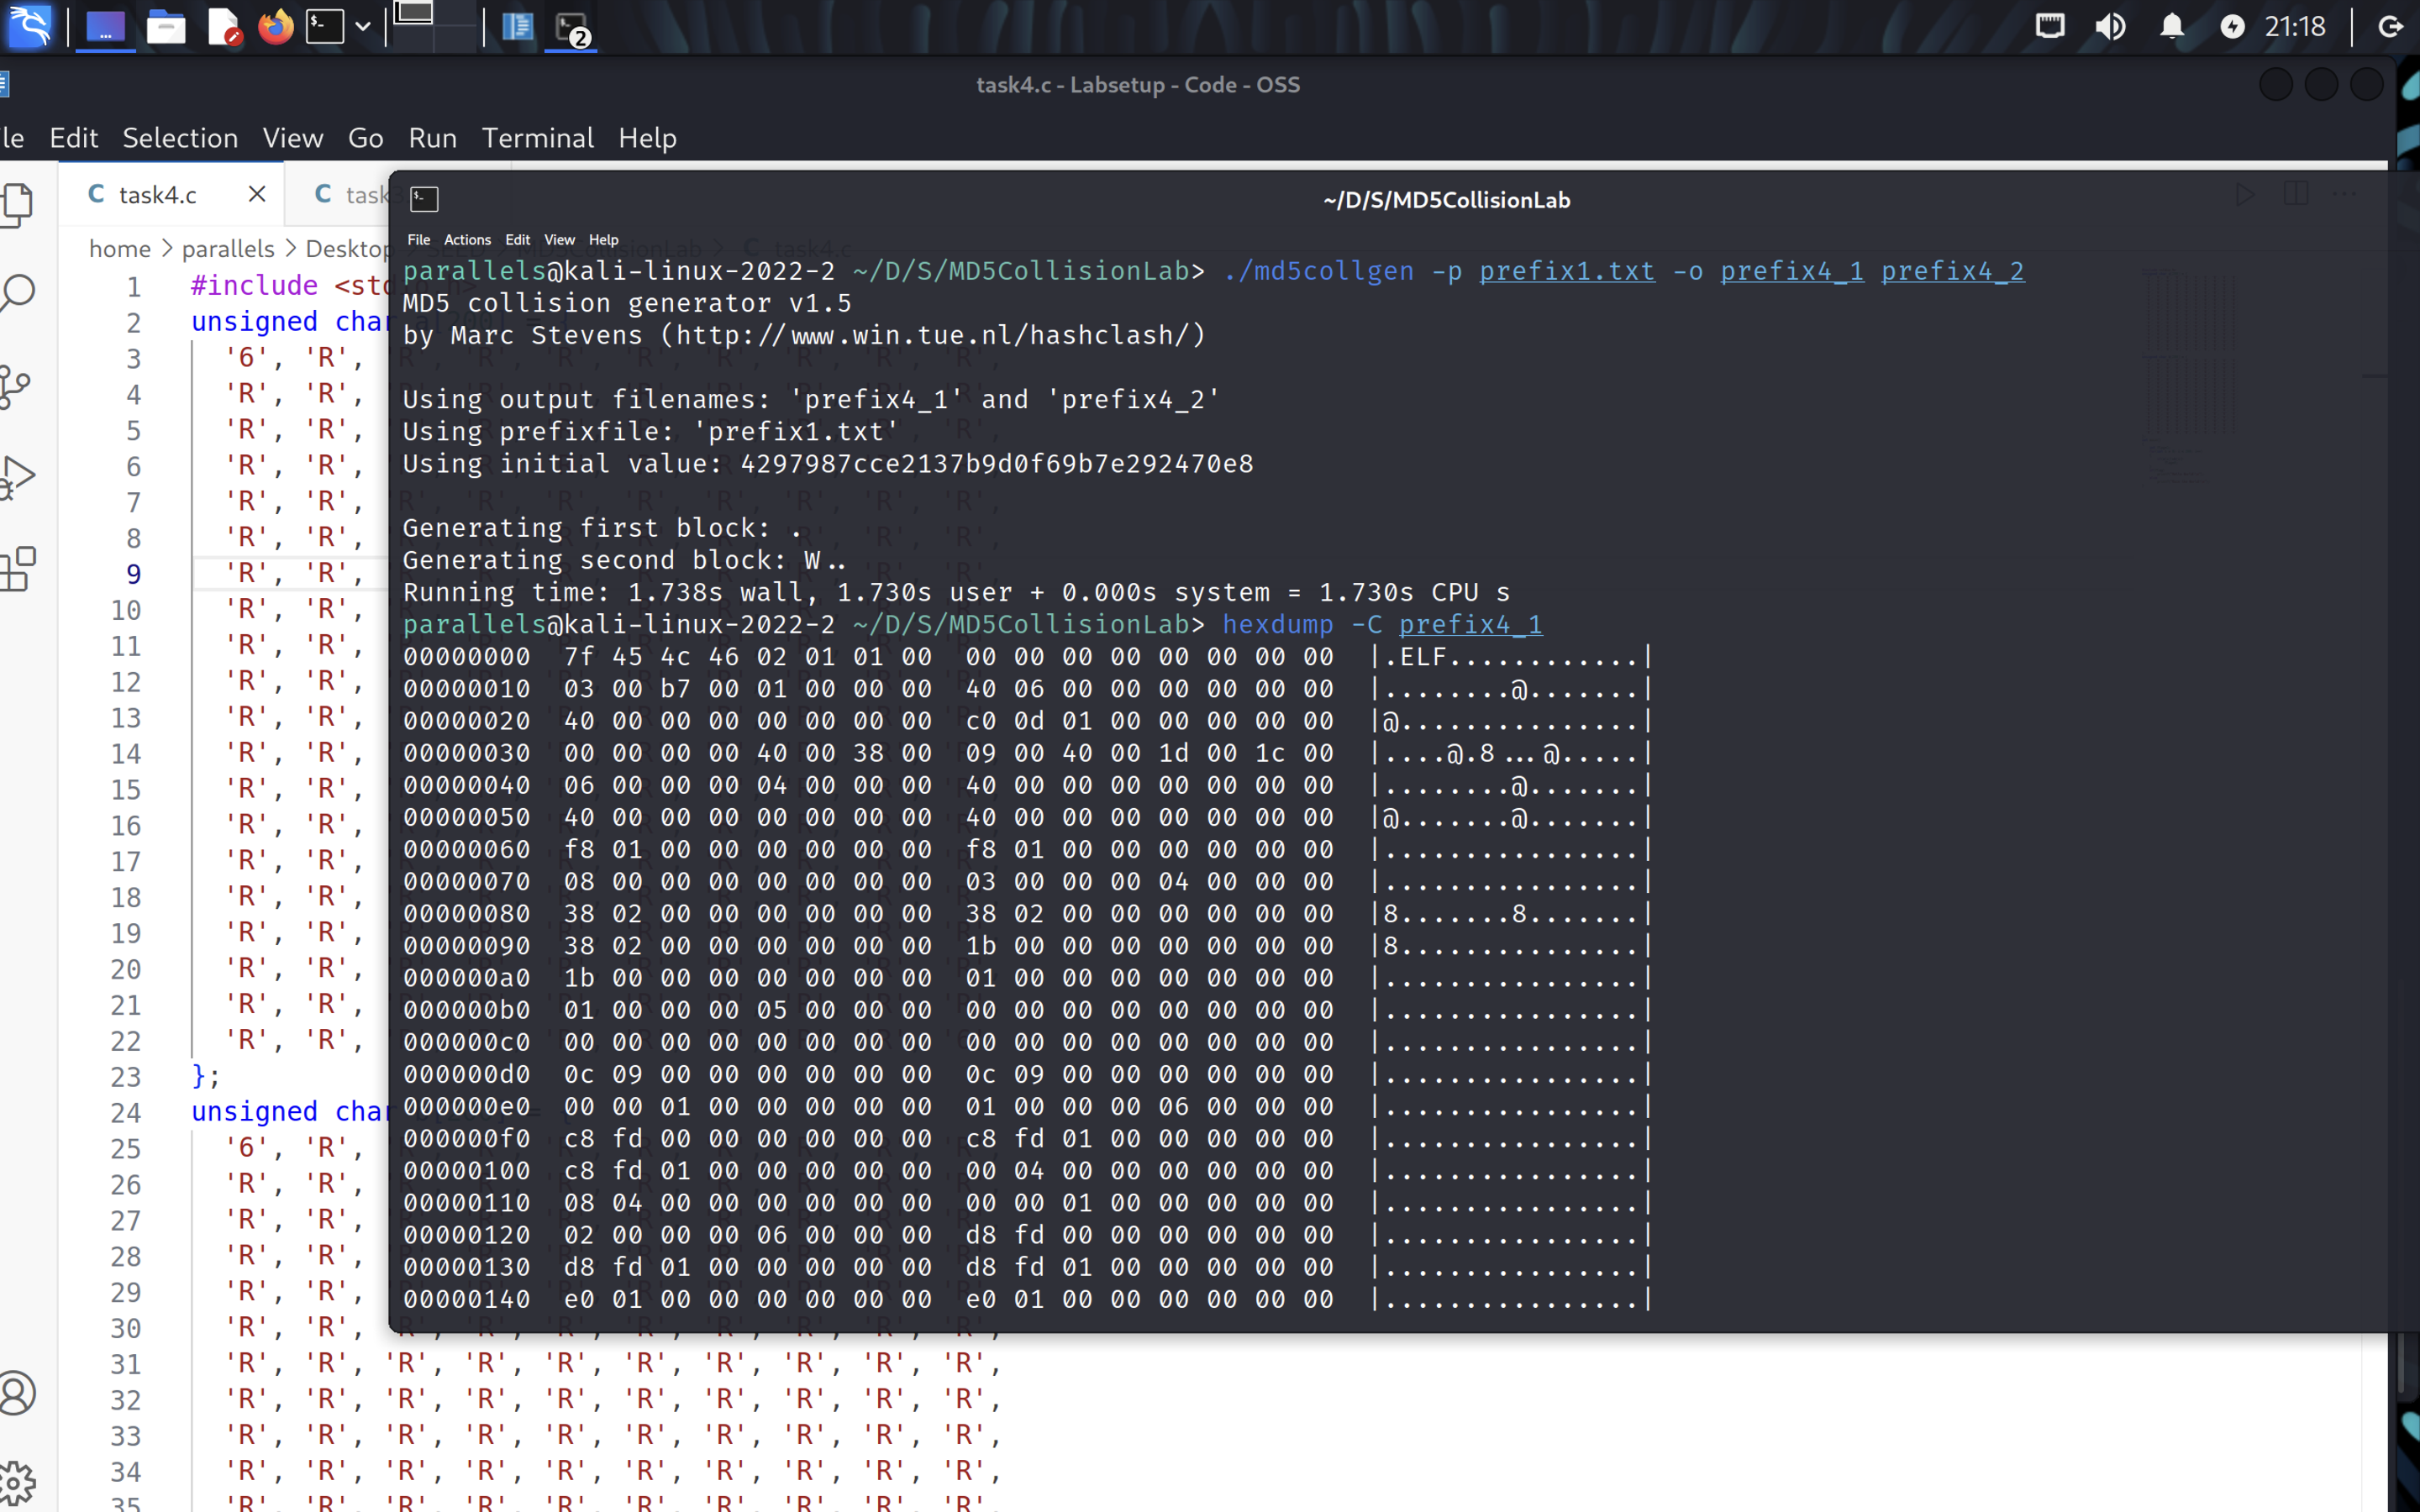 21:18
task4.c - Labsetup - Code - OSS
le Edit Selection View Go Run Terminal Help
C task4.c × C task
home > parallels > Desktop
~/D/S/MD5CollisionLab
File Actions Edit View Help
parallels@kali-linux-2022-2 ~/D/S/MD5CollisionLab> ./md5collgen -p prefix1.txt -o prefix4_1 prefix4_2
MD5 collision generator v1.5
by Marc Stevens (http://www.win.tue.nl/hashclash/)
Using output filenames: 'prefix4_1' and 'prefix4_2'
Using prefixfile: 'prefix1.txt'
Using initial value: 4297987cce2137b9d0f69b7e292470e8
Generating first block: .
Generating second block: W..
Running time: 1.738s wall, 1.730s user + 0.000s system = 1.730s CPU s
parallels@kali-linux-2022-2 ~/D/S/MD5CollisionLab> hexdump -C prefix4_1
00000000 7f 45 4c 46 02 01 01 00 00 00 00 00 00 00 00 00 |.ELF............|
00000010 03 00 b7 00 01 00 00 00 40 06 00 00 00 00 00 00 |........@.......|
00000020 40 00 00 00 00 00 00 00 c0 0d 01 00 00 00 00 00 |@...............|
00000030 00 00 00 00 40 00 38 00 09 00 40 00 1d 00 1c 00 |....@.8...@.....|
00000040 06 00 00 00 04 00 00 00 40 00 00 00 00 00 00 00 |........@.......|
00000050 40 00 00 00 00 00 00 00 40 00 00 00 00 00 00 00 |@.......@.......|
00000060 f8 01 00 00 00 00 00 00 f8 01 00 00 00 00 00 00 |................|
00000070 08 00 00 00 00 00 00 00 03 00 00 00 04 00 00 00 |................|
00000080 38 02 00 00 00 00 00 00 38 02 00 00 00 00 00 00 |8.......8.......|
00000090 38 02 00 00 00 00 00 00 1b 00 00 00 00 00 00 00 |8...............|
000000a0 1b 00 00 00 00 00 00 00 01 00 00 00 00 00 00 00 |................|
000000b0 01 00 00 00 05 00 00 00 00 00 00 00 00 00 00 00 |................|
000000c0 00 00 00 00 00 00 00 00 00 00 00 00 00 00 00 00 |................|
000000d0 0c 09 00 00 00 00 00 00 0c 09 00 00 00 00 00 00 |................|
000000e0 00 00 01 00 00 00 00 00 01 00 00 00 06 00 00 00 |................|
000000f0 c8 fd 00 00 00 00 00 00 c8 fd 01 00 00 00 00 00 |................|
00000100 c8 fd 01 00 00 00 00 00 00 04 00 00 00 00 00 00 |................|
00000110 08 04 00 00 00 00 00 00 00 00 01 00 00 00 00 00 |................|
00000120 02 00 00 00 06 00 00 00 d8 fd 00 00 00 00 00 00 |................|
00000130 d8 fd 01 00 00 00 00 00 d8 fd 01 00 00 00 00 00 |................|
00000140 e0 01 00 00 00 00 00 00 e0 01 00 00 00 00 00 00 |................|
1 #include <std
2 unsigned char
3 '6', 'R',
4 'R', 'R',
5 'R', 'R',
6 'R', 'R',
7 'R', 'R',
8 'R', 'R',
9 'R', 'R',
10 'R', 'R',
11 'R', 'R',
12 'R', 'R',
13 'R', 'R',
14 'R', 'R',
15 'R', 'R',
16 'R', 'R',
17 'R', 'R',
18 'R', 'R',
19 'R', 'R',
20 'R', 'R',
21 'R', 'R',
22 'R', 'R',
23 };
24 unsigned char
25 '6', 'R',
26 'R', 'R',
27 'R', 'R',
28 'R', 'R',
29 'R', 'R',
30 'R', 'R',
31 'R', 'R', 'R', 'R', 'R', 'R', 'R', 'R', 'R', 'R',
32 'R', 'R', 'R', 'R', 'R', 'R', 'R', 'R', 'R', 'R',
33 'R', 'R', 'R', 'R', 'R', 'R', 'R', 'R', 'R', 'R',
34 'R', 'R', 'R', 'R', 'R', 'R', 'R', 'R', 'R', 'R',
35 'R', 'R', 'R', 'R', 'R', 'R', 'R', 'R', 'R', 'R',